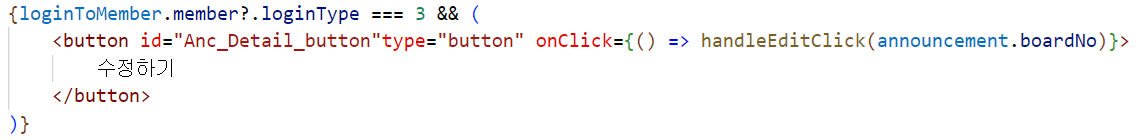 {loginToMember.member?.loginType === 3 && (
    <button id="Anc_Detail_button"type="button" onClick={() => handleEditClick(announcement.boardNo)}>
        수정하기
    </button>
)}